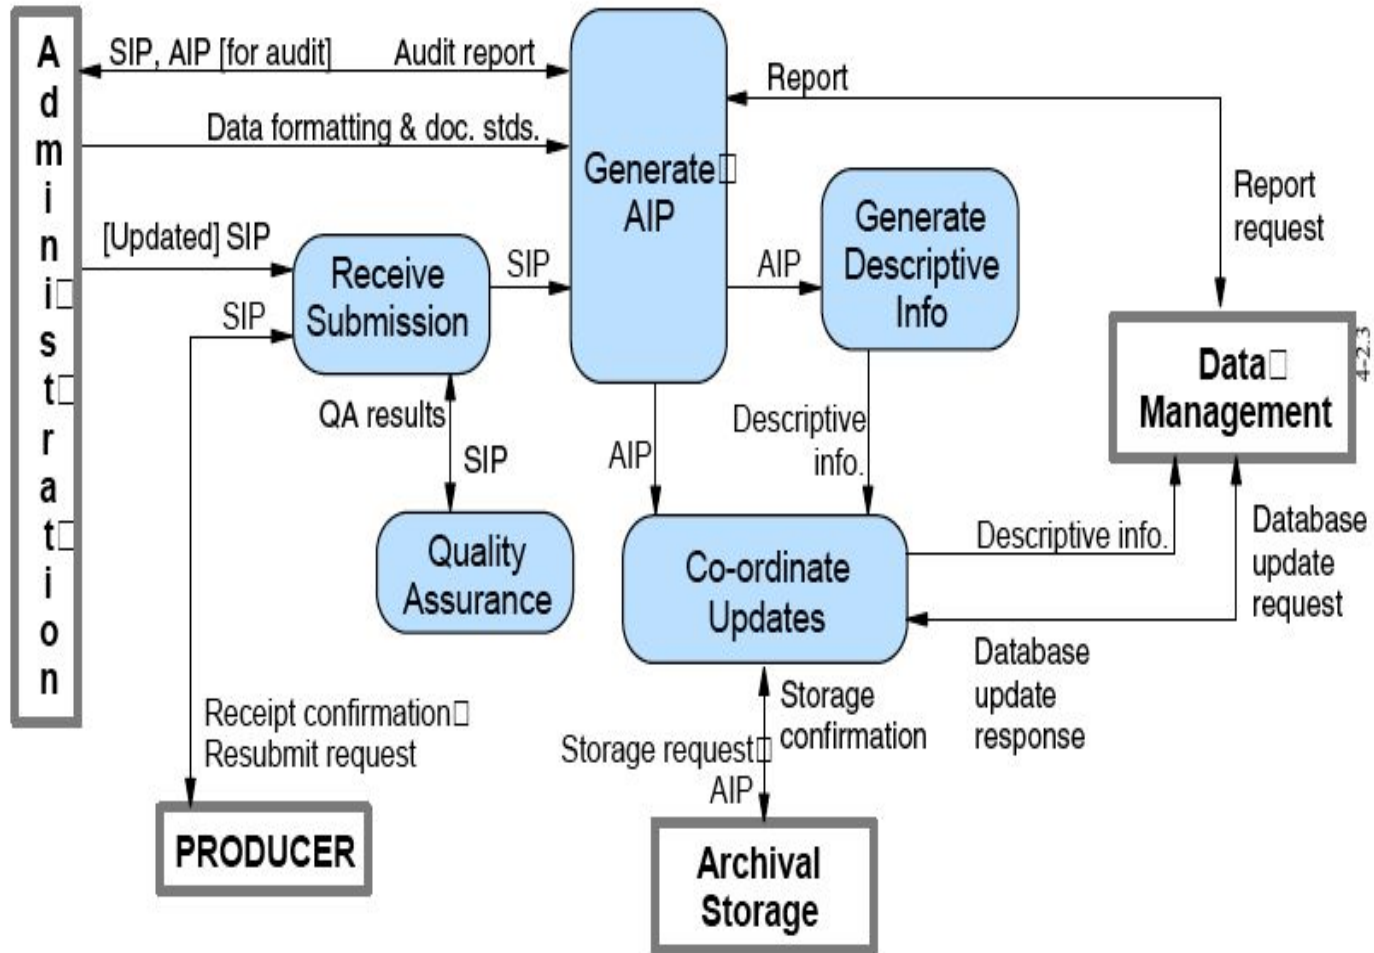 Administration
SIP, AIP [for audit]
Audit report
Data formatting & doc. stds.
[Updated] SIP
SIP
Receive
Submission
SIP
Generate
AIP
Report
Report
request
AIP
Generate
Descriptive
Info
Data
Management
4-2.3
QA results
SIP
Quality
Assurance
AIP
Descriptive
info.
Co-ordinate
Updates
Descriptive info.
Database
update
request
Database
update
response
Receipt confirmation
Resubmit request
Storage
confirmation
Storage request
AIP
PRODUCER
Archival
Storage